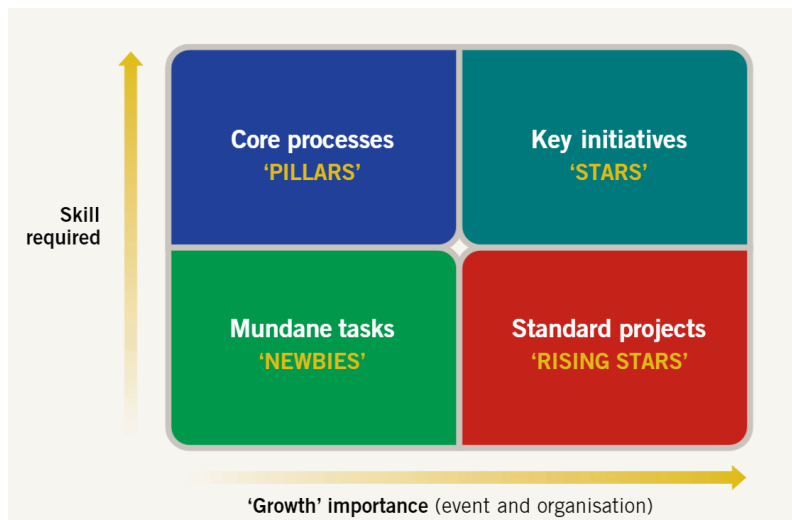 Core processes
‘PILLARS’
Key initiatives
‘STARS’
Skill
required
Mundane tasks
‘NEWBIES’
Standard projects
‘RISING STARS’
‘Growth’ importance (event and organisation)